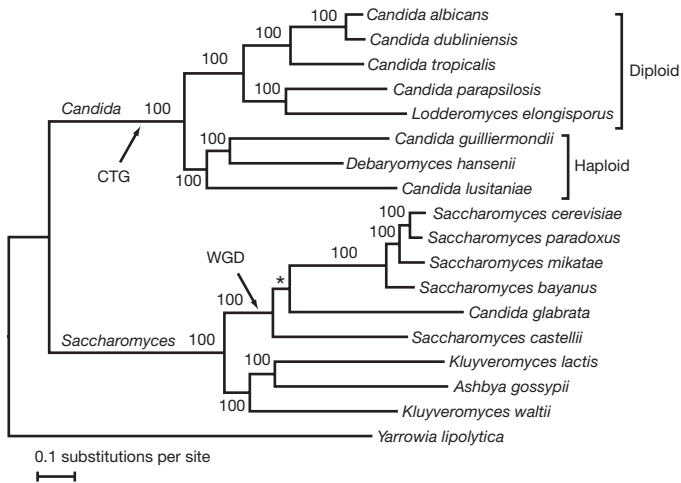 100
Candida albicans
100
Candida dubliniensis
100
Candida tropicalis
Diploid
100
Candida parapsilosis
Candida
100
Lodderomyces elongisporus
100
Candida guilliermondii
CTG
Debaryomyces hansenii
Haploid
100
Candida lusitaniae
100
Saccharomyces cerevisiae
100
Saccharomyces paradoxus
WGD
100
Saccharomyces mikatae
*
Saccharomyces bayanus
100
Candida glabrata
Saccharomyces
100
Saccharomyces castellii
100
Kluyveromyces lactis
Ashbya gossypii
100
Kluyveromyces waltii
Yarrowia lipolytica
0.1 substitutions per site